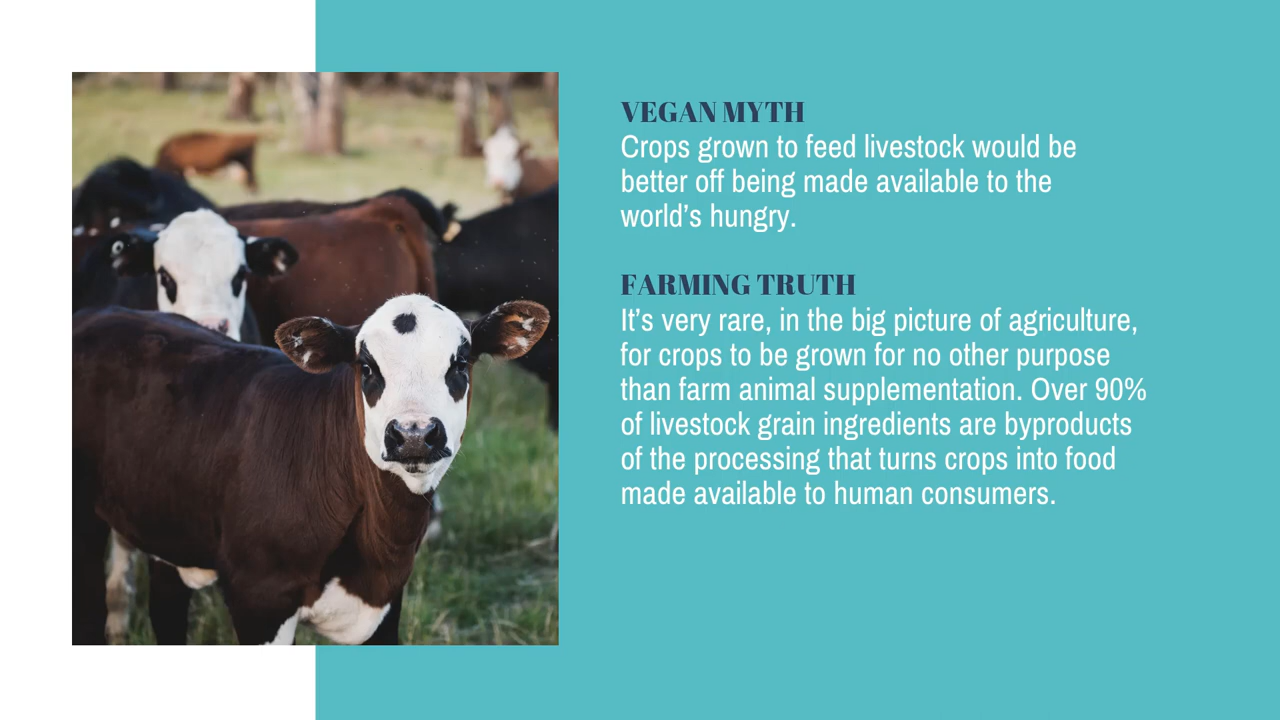 VEGAN MYTH
Crops grown to feed livestock would be
better off being made available to the
world’s hungry.
FARMING TRUTH
It’s very rare, in the big picture of agriculture,
for crops to be grown for no other purpose
than farm animal supplementation. Over 90%
of livestock grain ingredients are byproducts
of the processing that turns crops into food
made available to human consumers.